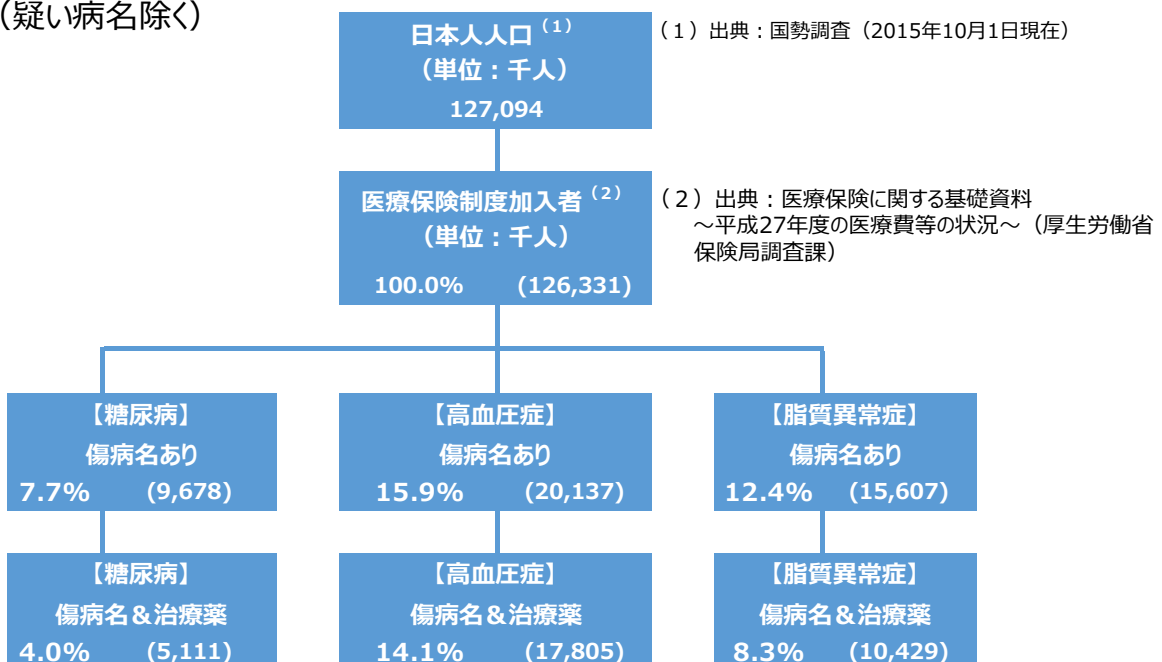 （疑い病名除く）
日本人人口（１）
（単位：千人）
127,094
（１）出典：国勢調査（2015年10月1日現在）
医療保険制度加入者（２）
（単位：千人）
100.0% (126,331)
（２）出典：医療保険に関する基礎資料
～平成27年度の医療費等の状況～（厚生労働省
保険局調査課）
【糖尿病】
傷病名あり
7.7% (9,678)
【高血圧症】
傷病名あり
15.9% (20,137)
【脂質異常症】
傷病名あり
12.4% (15,607)
【糖尿病】
傷病名＆治療薬
4.0% (5,111)
【高血圧症】
傷病名＆治療薬
14.1% (17,805)
【脂質異常症】
傷病名＆治療薬
8.3% (10,429)